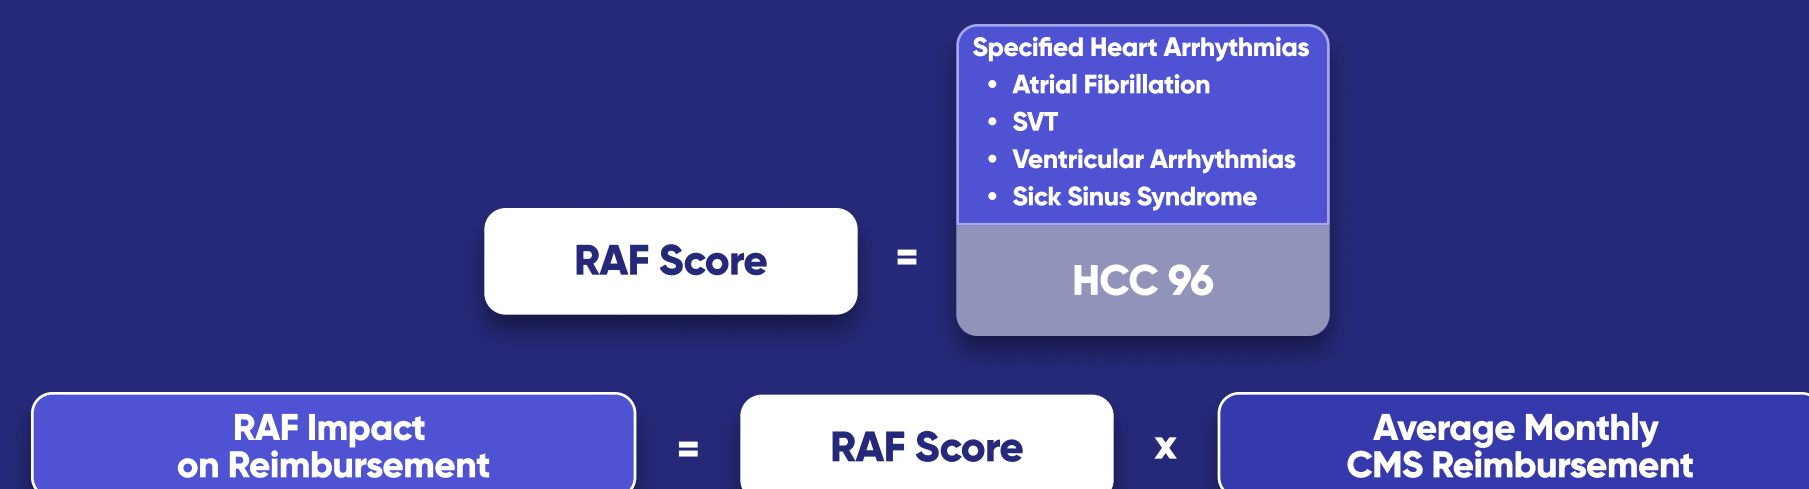 Specified Heart Arrhythmias
• Atrial Fibrillation
• SVT
• Ventricular Arrhythmias
• Sick Sinus Syndrome
RAF Score
=
HCC 96
RAF Impact
on Reimbursement
=
RAF Score
x
Average Monthly
CMS Reimbursement